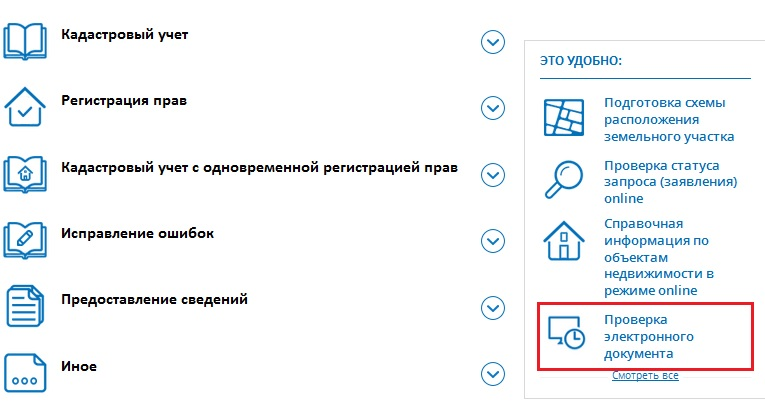 Кадастровый учет
Регистрация прав
Кадастровый учет с одновременной регистрацией прав
Исправление ошибок
Предоставление сведений
Иное
ЭТО УДОБНО:
Подготовка схемы
расположения
земельного участка
Проверка статуса
запроса (заявления)
online
Справочная
информация по
объектам
недвижимости в
режиме online
Проверка
электронного
документа
Смотреть все